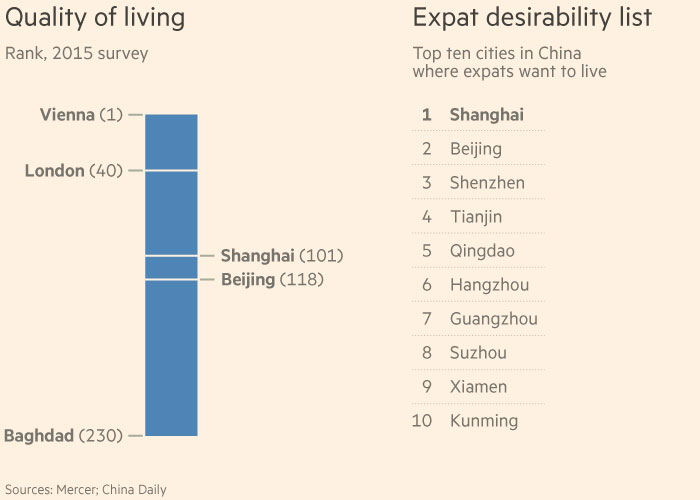 Quality of living
Rank, 2015 survey
Vienna (1)
London (40)
Shanghai (101)
Beijing (118)
Baghdad (230)
Expat desirability list
Top ten cities in China
where expats want to live
1 Shanghai
2 Beijing
3 Shenzhen
4 Tianjin
5 Qingdao
6 Hangzhou
7 Guangzhou
8 Suzhou
9 Xiamen
10 Kunming
Sources: Mercer; China Daily